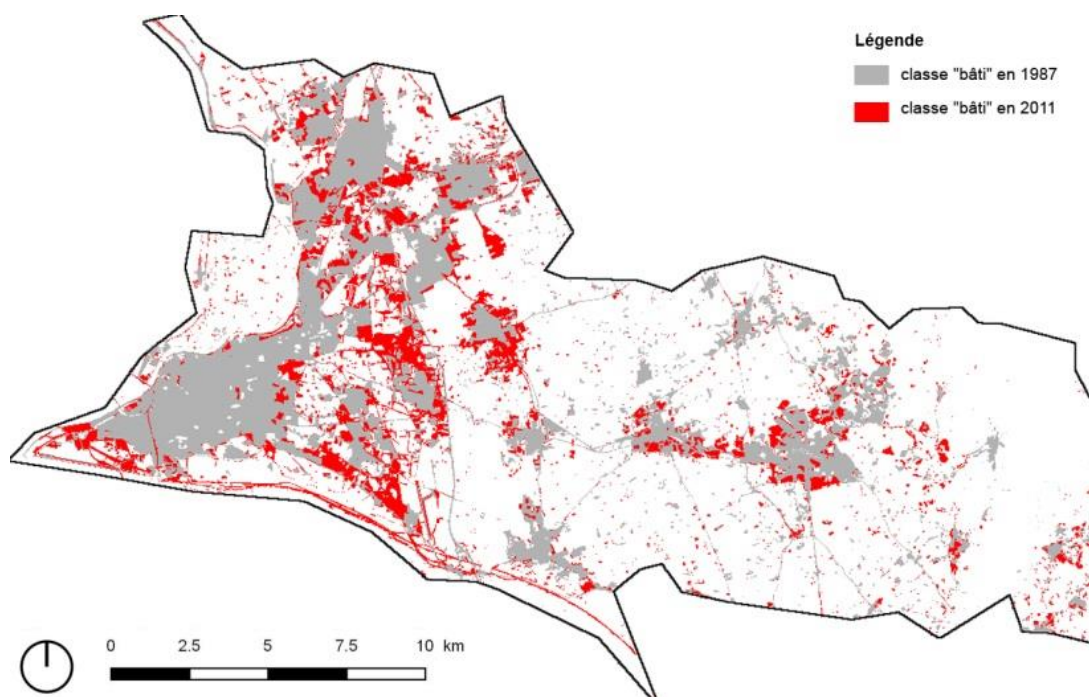 Légende
classe "bâti" en 1987
classe "bâti" en 2011
0 2.5 5 7.5 10 km